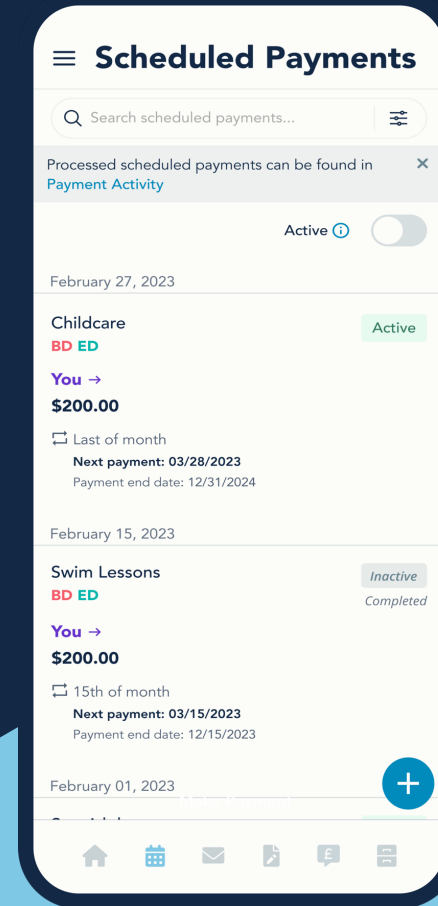 Scheduled Payments
Search scheduled payments...
Processed scheduled payments can be found in
Payment Activity
Active
February 27, 2023
Childcare
Active
BD ED
You →
$200.00
Last of month
Next payment: 03/28/2023
Payment end date: 12/31/2024
February 15, 2023
Swim Lessons
Inactive
BD ED
Completed
You →
$200.00
15th of month
Next payment: 03/15/2023
Payment end date: 12/15/2023
February 01, 2023